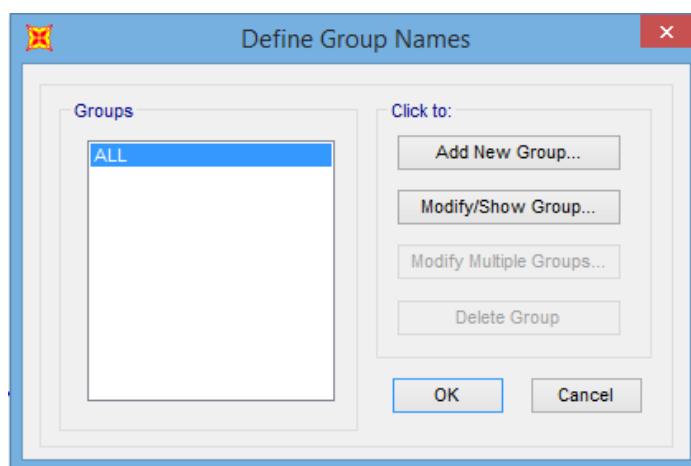 Define Group Names
Groups
ALL
Click to:
Add New Group...
Modify/Show Group...
Modify Multiple Groups...
Delete Group
OK
Cancel